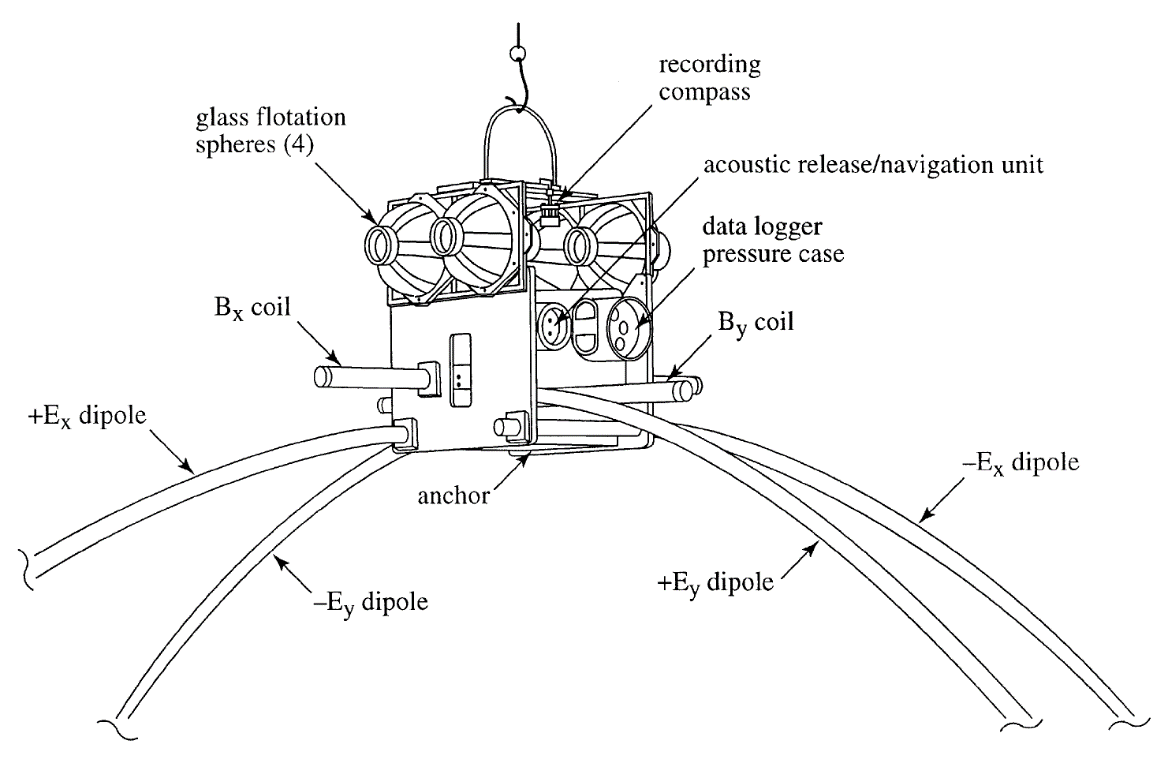 recording
compass
glass flotation
spheres (4)
acoustic release/navigation unit
data logger
pressure case
Bx coil
By coil
+Ex dipole
–Ex dipole
anchor
+Ey dipole
–Ey dipole